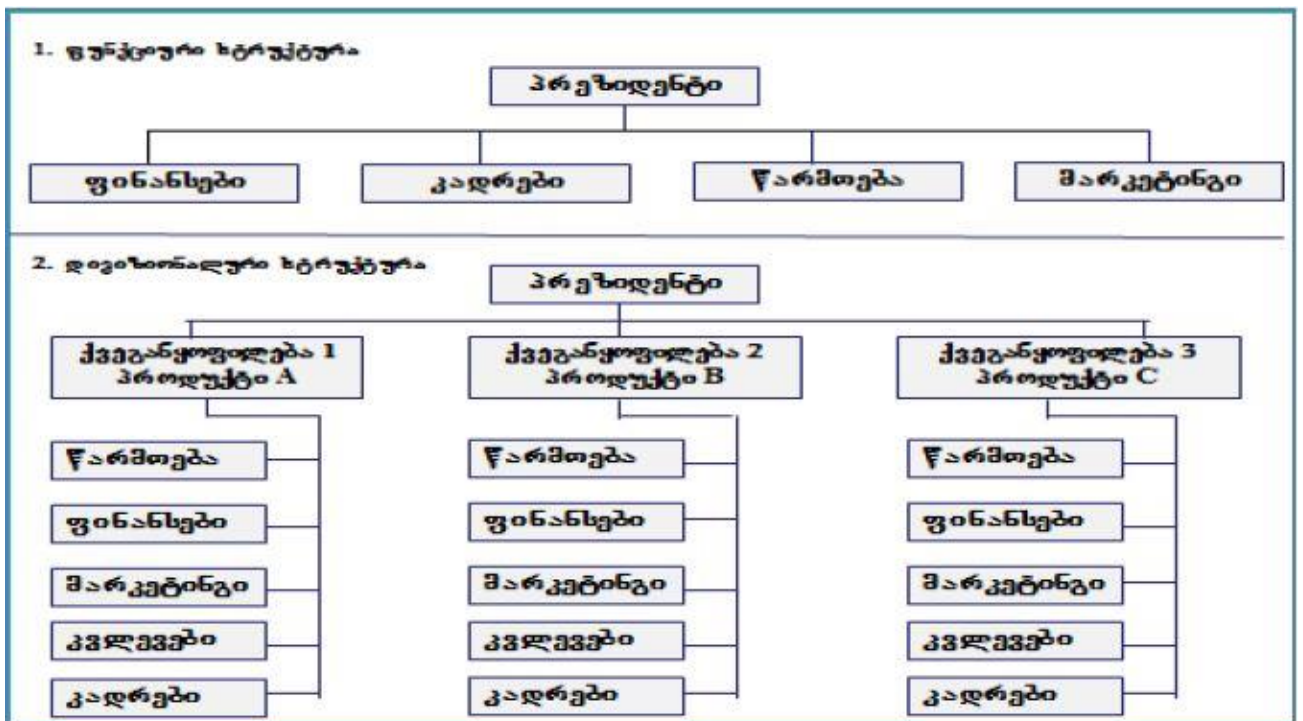 1. ფუნქციური სტრუქტურა
პრეზიდენტი
ფინანსები კადრები წარმოება მარკეტინგი
2. დივიზიონალური სტრუქტურა
პრეზიდენტი
ქვეგანყოფილება 1 ქვეგანყოფილება 2 ქვეგანყოფილება 3
პროდუქტი A პროდუქტი B პროდუქტი C
წარმოება წარმოება წარმოება
ფინანსები ფინანსები ფინანსები
მარკეტინგი მარკეტინგი მარკეტინგი
კვლევები კვლევები კვლევები
კადრები კადრები კადრები